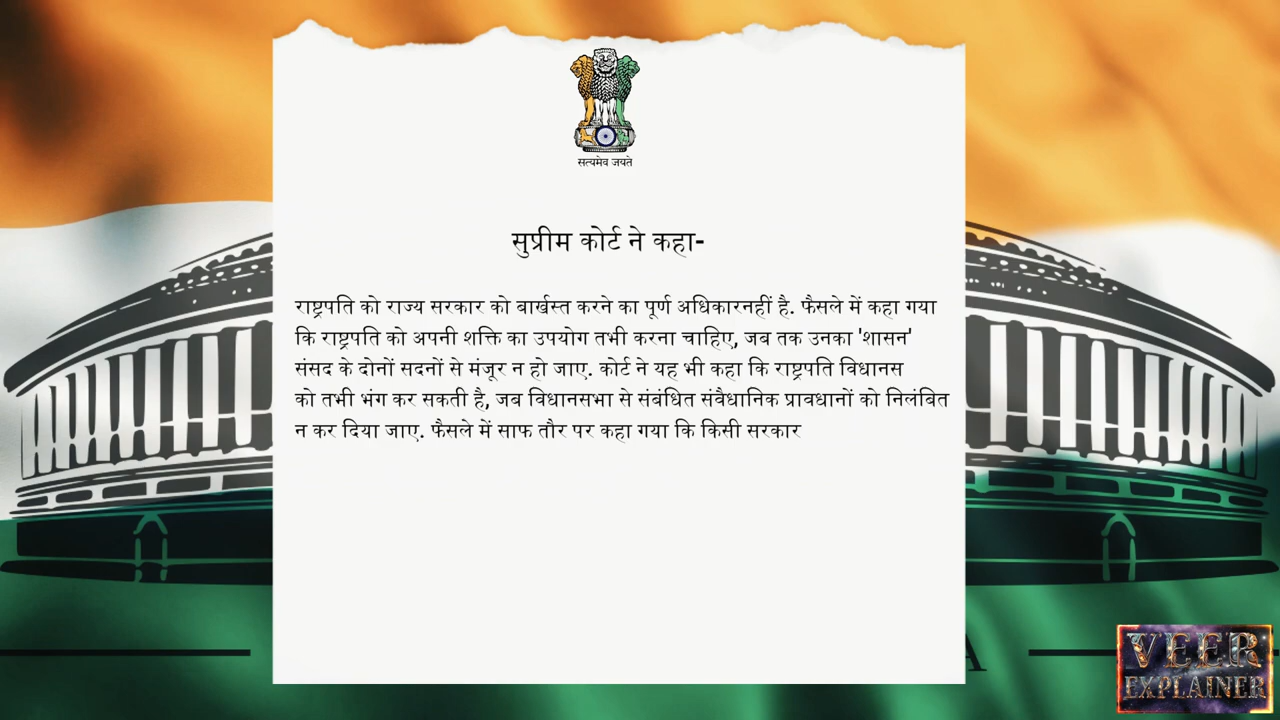 सत्यमेव जयते
सुप्रीम कोर्ट ने कहा-
राष्ट्रपति को राज्य सरकार को बार्खस्त करने का पूर्ण अधिकारनहीं है. फैसले में कहा गया
कि राष्ट्रपति को अपनी शक्ति का उपयोग तभी करना चाहिए, जब तक उनका 'शासन'
संसद के दोनों सदनों से मंजूर न हो जाए. कोर्ट ने यह भी कहा कि राष्ट्रपति विधानस
को तभी भंग कर सकती है, जब विधानसभा से संबंधित संवैधानिक प्रावधानों को निलंबित
न कर दिया जाए. फैसले में साफ तौर पर कहा गया कि किसी सरकार
A
VEER
EXPLAINER